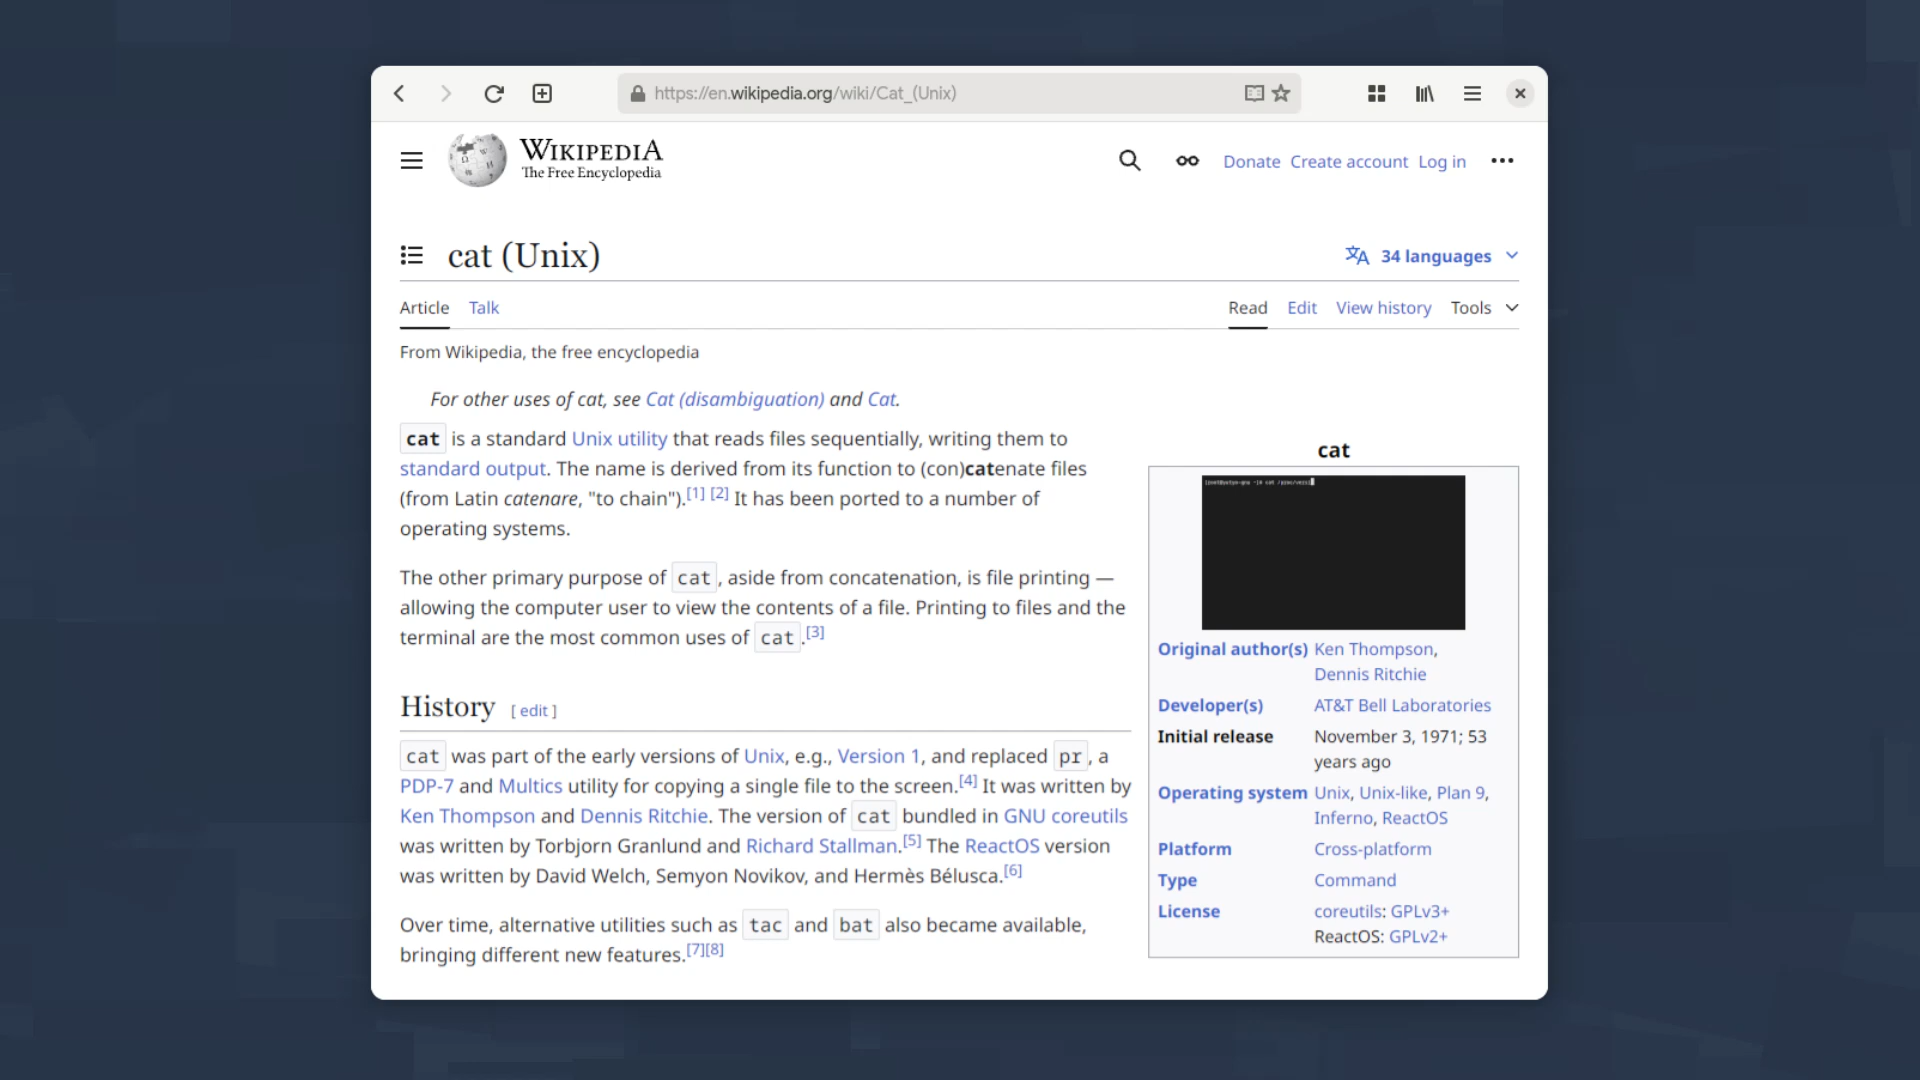 https://en.wikipedia.org/wiki/Cat_(Unix)
WIKIPEDIA
The Free Encyclopedia
Donate Create account Log in
cat (Unix)
34 languages
Article Talk
Read Edit View history Tools
From Wikipedia, the free encyclopedia
For other uses of cat, see Cat (disambiguation) and Cat.
cat is a standard Unix utility that reads files sequentially, writing them to
standard output. The name is derived from its function to (con)catenate files
(from Latin catenare, "to chain").[1] [2] It has been ported to a number of
operating systems.
The other primary purpose of cat, aside from concatenation, is file printing —
allowing the computer user to view the contents of a file. Printing to files and the
terminal are the most common uses of cat.[3]
History [ edit ]
cat was part of the early versions of Unix, e.g., Version 1, and replaced pr, a
PDP-7 and Multics utility for copying a single file to the screen.[4] It was written by
Ken Thompson and Dennis Ritchie. The version of cat bundled in GNU coreutils
was written by Torbjorn Granlund and Richard Stallman.[5] The ReactOS version
was written by David Welch, Semyon Novikov, and Hermès Bélusca.[6]
Over time, alternative utilities such as tac and bat also became available,
bringing different new features.[7][8]
cat
Original author(s) Ken Thompson,
Dennis Ritchie
Developer(s) AT&T Bell Laboratories
Initial release November 3, 1971; 53
years ago
Operating system Unix, Unix-like, Plan 9,
Inferno, ReactOS
Platform Cross-platform
Type Command
License coreutils: GPLv3+
ReactOS: GPLv2+